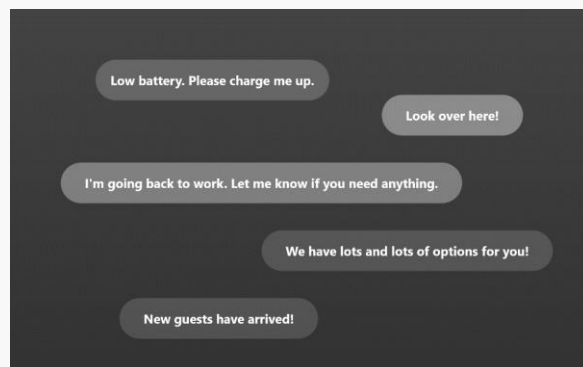 Low battery. Please charge me up.
Look over here!
I'm going back to work. Let me know if you need anything.
We have lots and lots of options for you!
New guests have arrived!